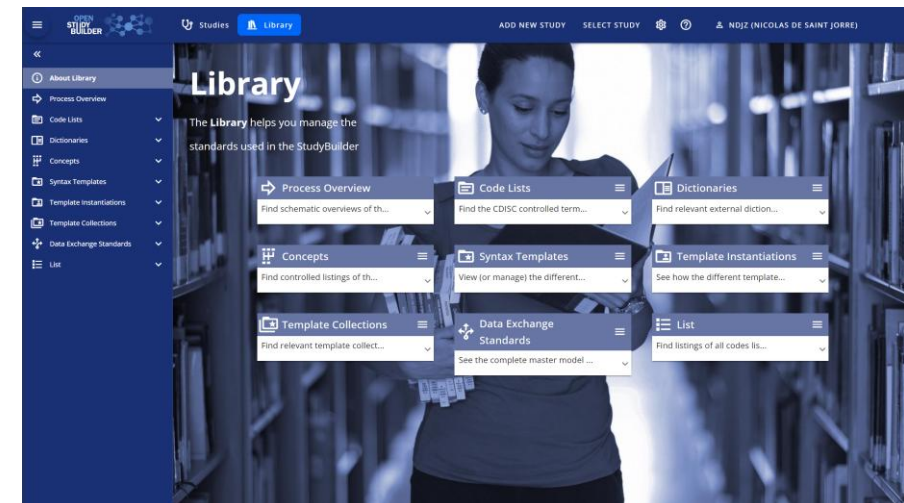 OPEN
STUDY
BUILDER
Studies
Library
ADD NEW STUDY
SELECT STUDY
NDJZ (NICOLAS DE SAINT JORRE)
About Library
Process Overview
Code Lists
Dictionaries
Concepts
Syntax Templates
Template Instantiations
Template Collections
Data Exchange Standards
List
Library
The Library helps you manage the
standards used in the StudyBuilder
Process Overview
Find schematic overviews of th...
Code Lists
Find the CDISC controlled term...
Dictionaries
Find relevant external diction...
Concepts
Find controlled listings of th...
Syntax Templates
View (or manage) the different...
Template Instantiations
See how the different template...
Template Collections
Find relevant template collect...
Data Exchange
Standards
See the complete master model ...
List
Find listings of all codes lis...